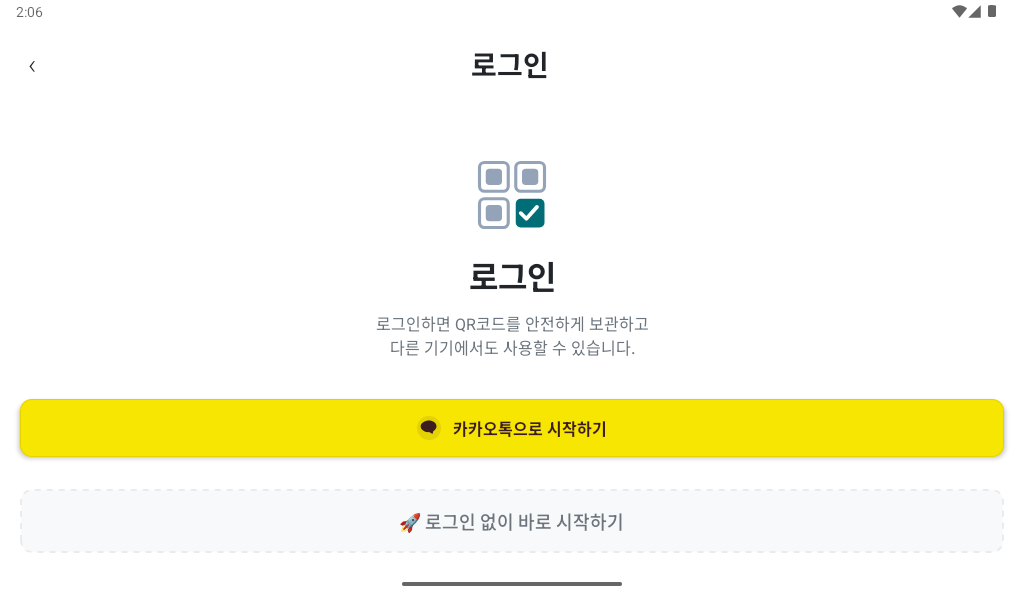 2:06
로그인
로그인
로그인하면 QR코드를 안전하게 보관하고
다른 기기에서도 사용할 수 있습니다.
카카오톡으로 시작하기
🚀 로그인 없이 바로 시작하기